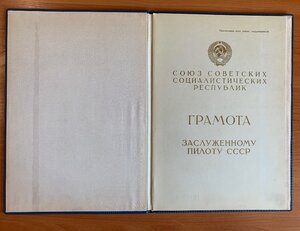 СОЮЗ СОВЕТСКИХ
СОЦИАЛИСТИЧЕСКИХ
РЕСПУБЛИК
ГРАМОТА
ЗАСЛУЖЕННОМУ
ПИЛОТУ СССР